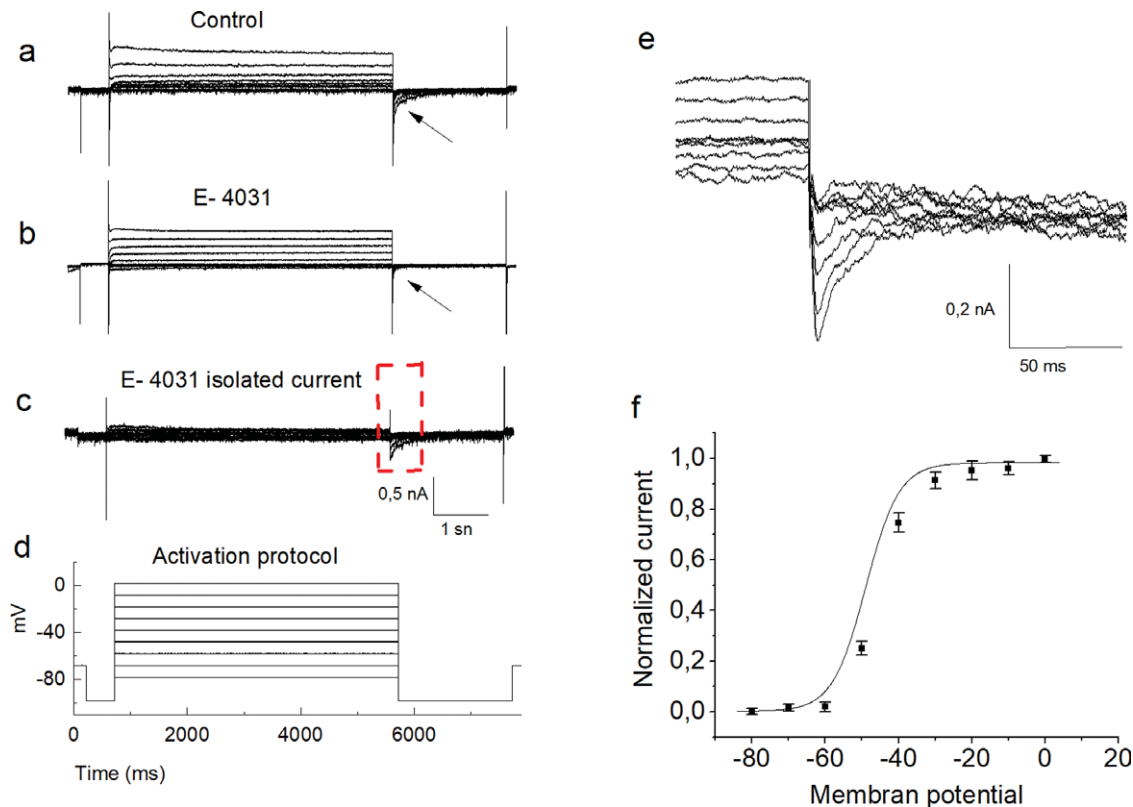 a
Control
b
E- 4031
c
E- 4031 isolated current
0,5 nA
1 sn
d
Activation protocol
0
-40
-80
mV
0
2000
4000
6000
Time (ms)
e
0,2 nA
50 ms
f
1,0
0,8
0,6
0,4
0,2
0,0
Normalized current
-80
-60
-40
-20
0
20
Membran potential